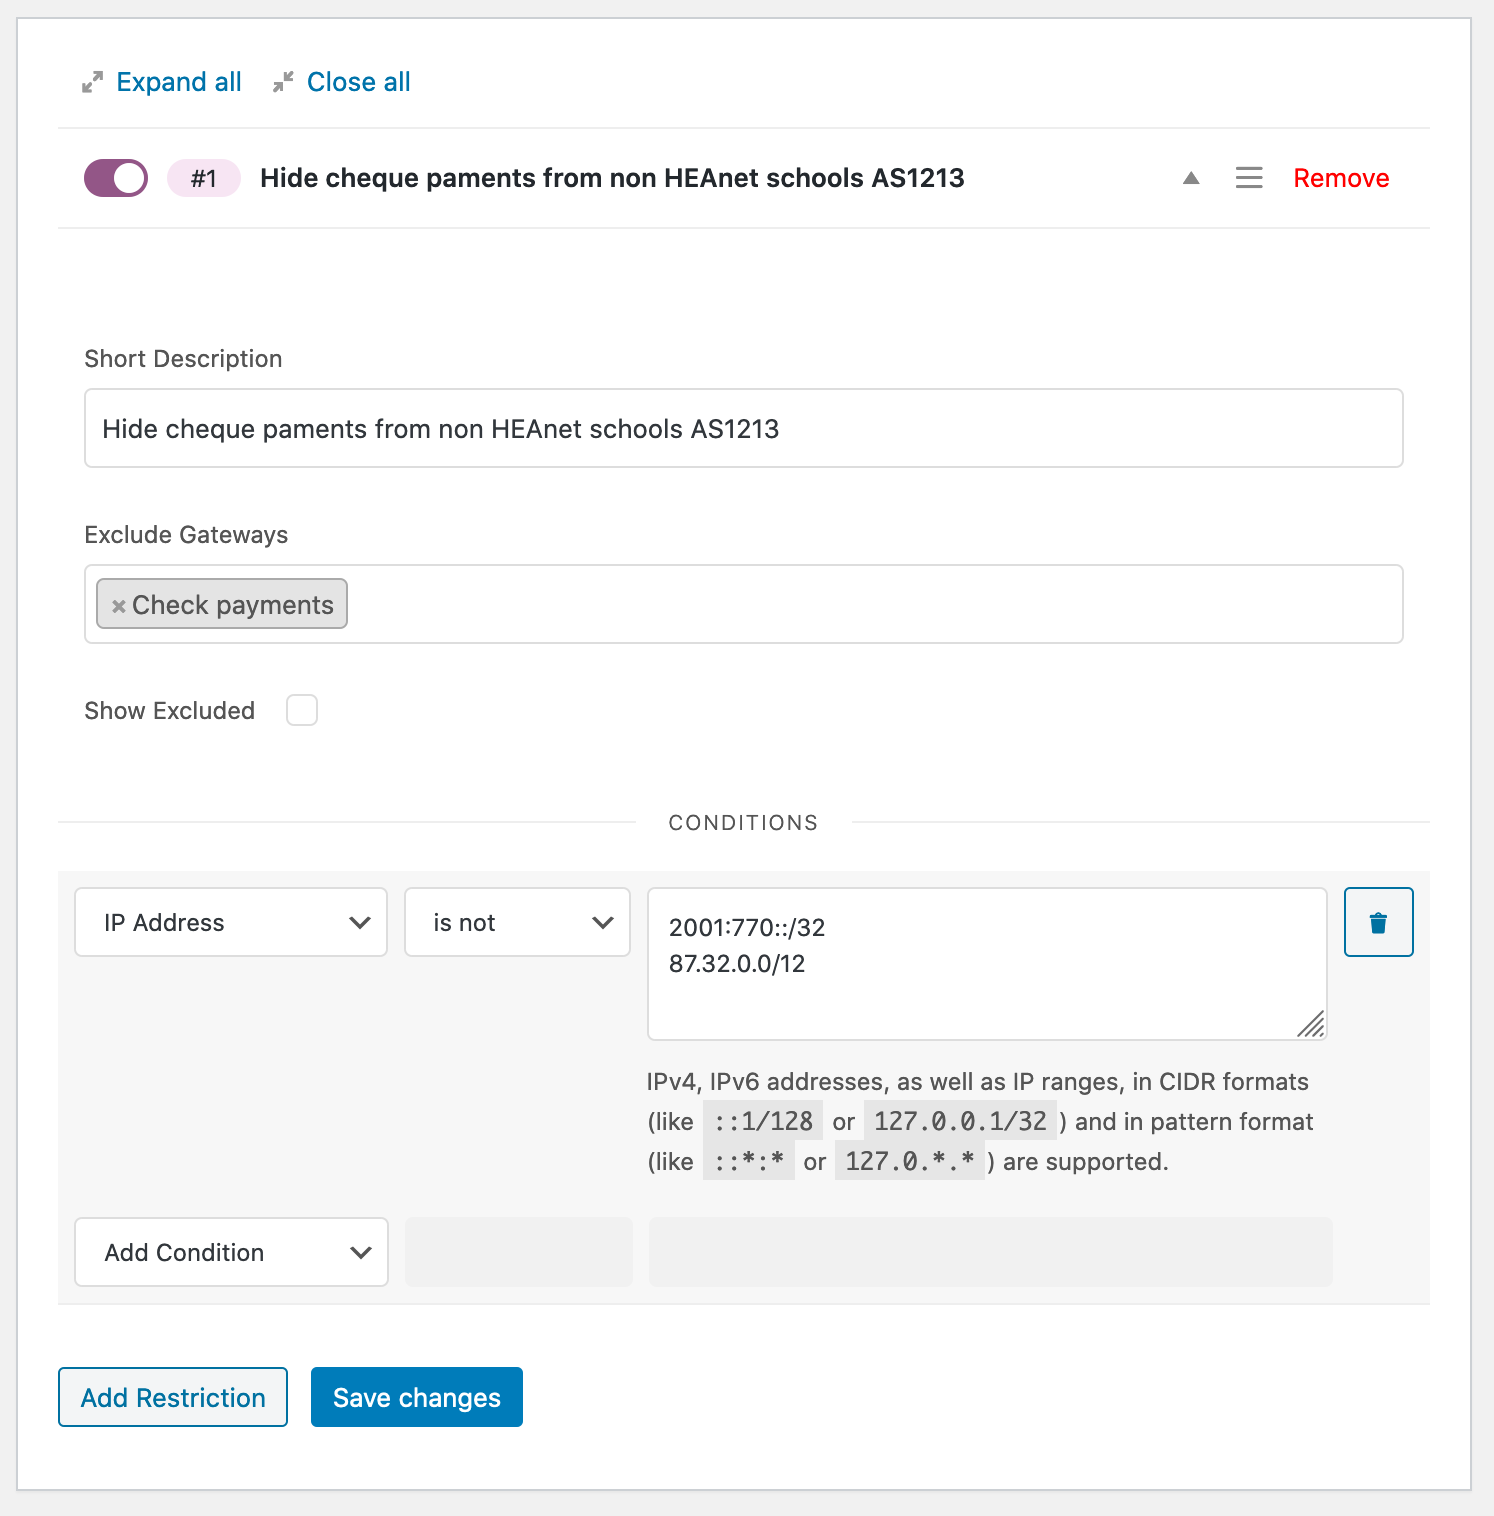 Expand all Close all
#1 Hide cheque paments from non HEAnet schools AS1213 Remove
Short Description
Hide cheque paments from non HEAnet schools AS1213
Exclude Gateways
× Check payments
Show Excluded
CONDITIONS
IP Address is not 2001:770::/32
87.32.0.0/12
IPv4, IPv6 addresses, as well as IP ranges, in CIDR formats
(like ::1/128 or 127.0.0.1/32 ) and in pattern format
(like ::*:* or 127.0.*.* ) are supported.
Add Condition
Add Restriction Save changes